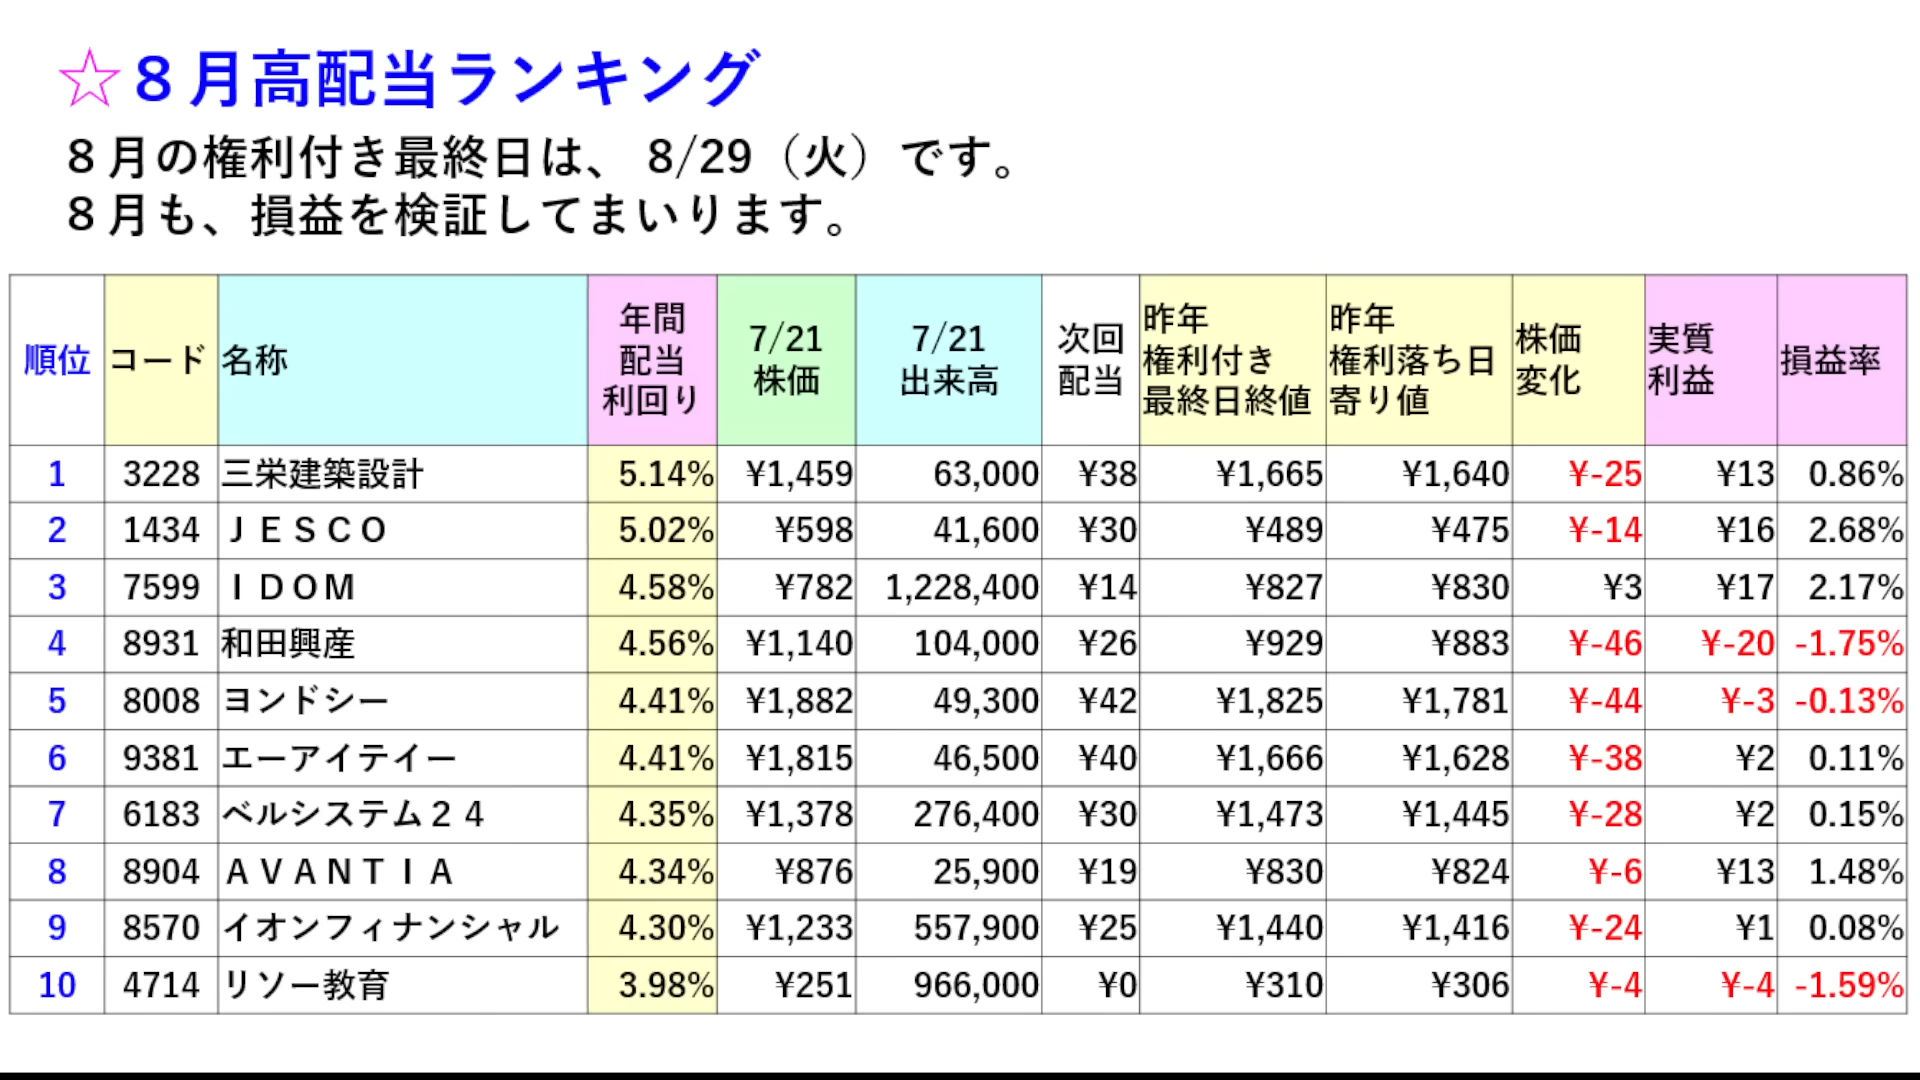 ☆８月高配当ランキング
８月の権利付き最終日は、 8/29（火）です。
８月も、損益を検証してまいります。
順位 コード 名称 年間配当利回り 7/21株価 7/21出来高 次回配当 昨年権利付き最終日終値 昨年権利落ち日寄り値 株価変化 実質利益 損益率
1 3228 三栄建築設計 5.14% ¥1,459 63,000 ¥38 ¥1,665 ¥1,640 ¥-25 ¥13 0.86%
2 1434 ＪＥＳＣＯ 5.02% ¥598 41,600 ¥30 ¥489 ¥475 ¥-14 ¥16 2.68%
3 7599 ＩＤＯＭ 4.58% ¥782 1,228,400 ¥14 ¥827 ¥830 ¥3 ¥17 2.17%
4 8931 和田興産 4.56% ¥1,140 104,000 ¥26 ¥929 ¥883 ¥-46 ¥-20 -1.75%
5 8008 ヨンドシー 4.41% ¥1,882 49,300 ¥42 ¥1,825 ¥1,781 ¥-44 ¥-3 -0.13%
6 9381 エーアイテイー 4.41% ¥1,815 46,500 ¥40 ¥1,666 ¥1,628 ¥-38 ¥2 0.11%
7 6183 ベルシステム２４ 4.35% ¥1,378 276,400 ¥30 ¥1,473 ¥1,445 ¥-28 ¥2 0.15%
8 8904 ＡＶＡＮＴＩＡ 4.34% ¥876 25,900 ¥19 ¥830 ¥824 ¥-6 ¥13 1.48%
9 8570 イオンフィナンシャル 4.30% ¥1,233 557,900 ¥25 ¥1,440 ¥1,416 ¥-24 ¥1 0.08%
10 4714 リソー教育 3.98% ¥251 966,000 ¥0 ¥310 ¥306 ¥-4 ¥-4 -1.59%